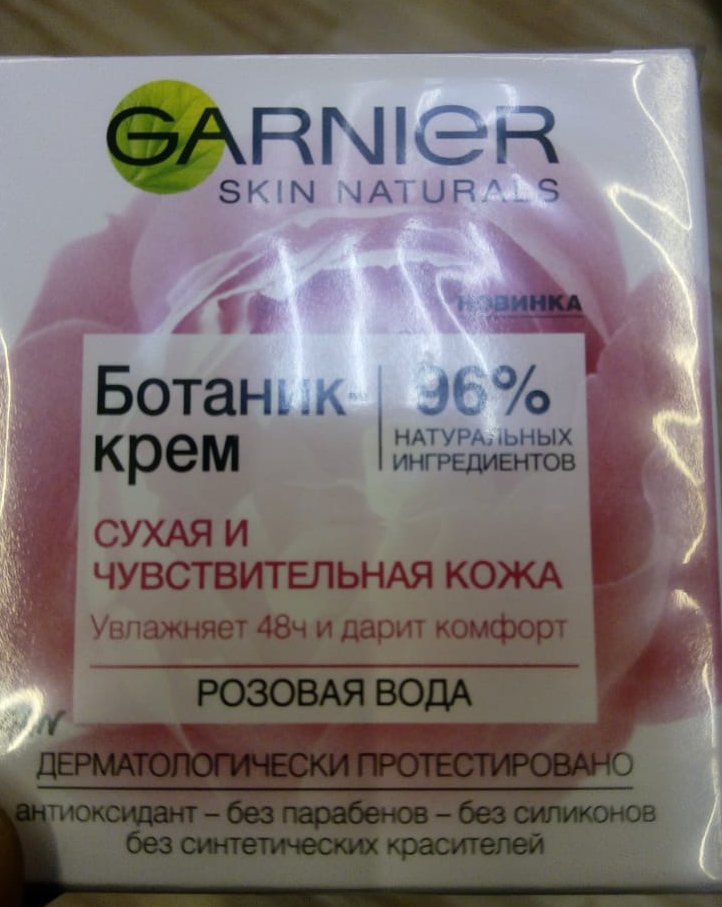 GARNIER
SKIN NATURALS
НОВИНКА
Ботаник-
крем
96%
НАТУРАЛЬНЫХ
ИНГРЕДИЕНТОВ
СУХАЯ И
ЧУВСТВИТЕЛЬНАЯ КОЖА
Увлажняет 48ч и дарит комфорт
РОЗОВАЯ ВОДА
ДЕРМАТОЛОГИЧЕСКИ ПРОТЕСТИРОВАНО
антиоксидант – без парабенов – без силиконов
без синтетических красителей